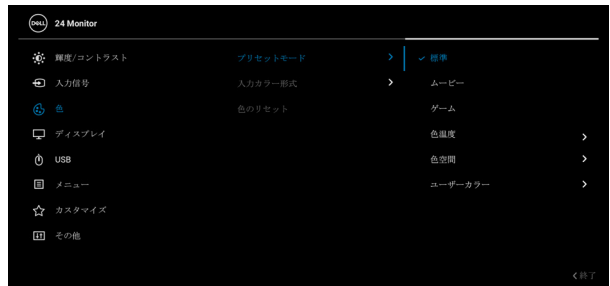 DELL 24 Monitor
輝度/コントラスト プリセットモード 標準
入力信号 入力カラー形式 ムービー
色 色のリセット ゲーム
ディスプレイ 色温度
USB 色空間
メニュー ユーザーカラー
カスタマイズ
その他
終了